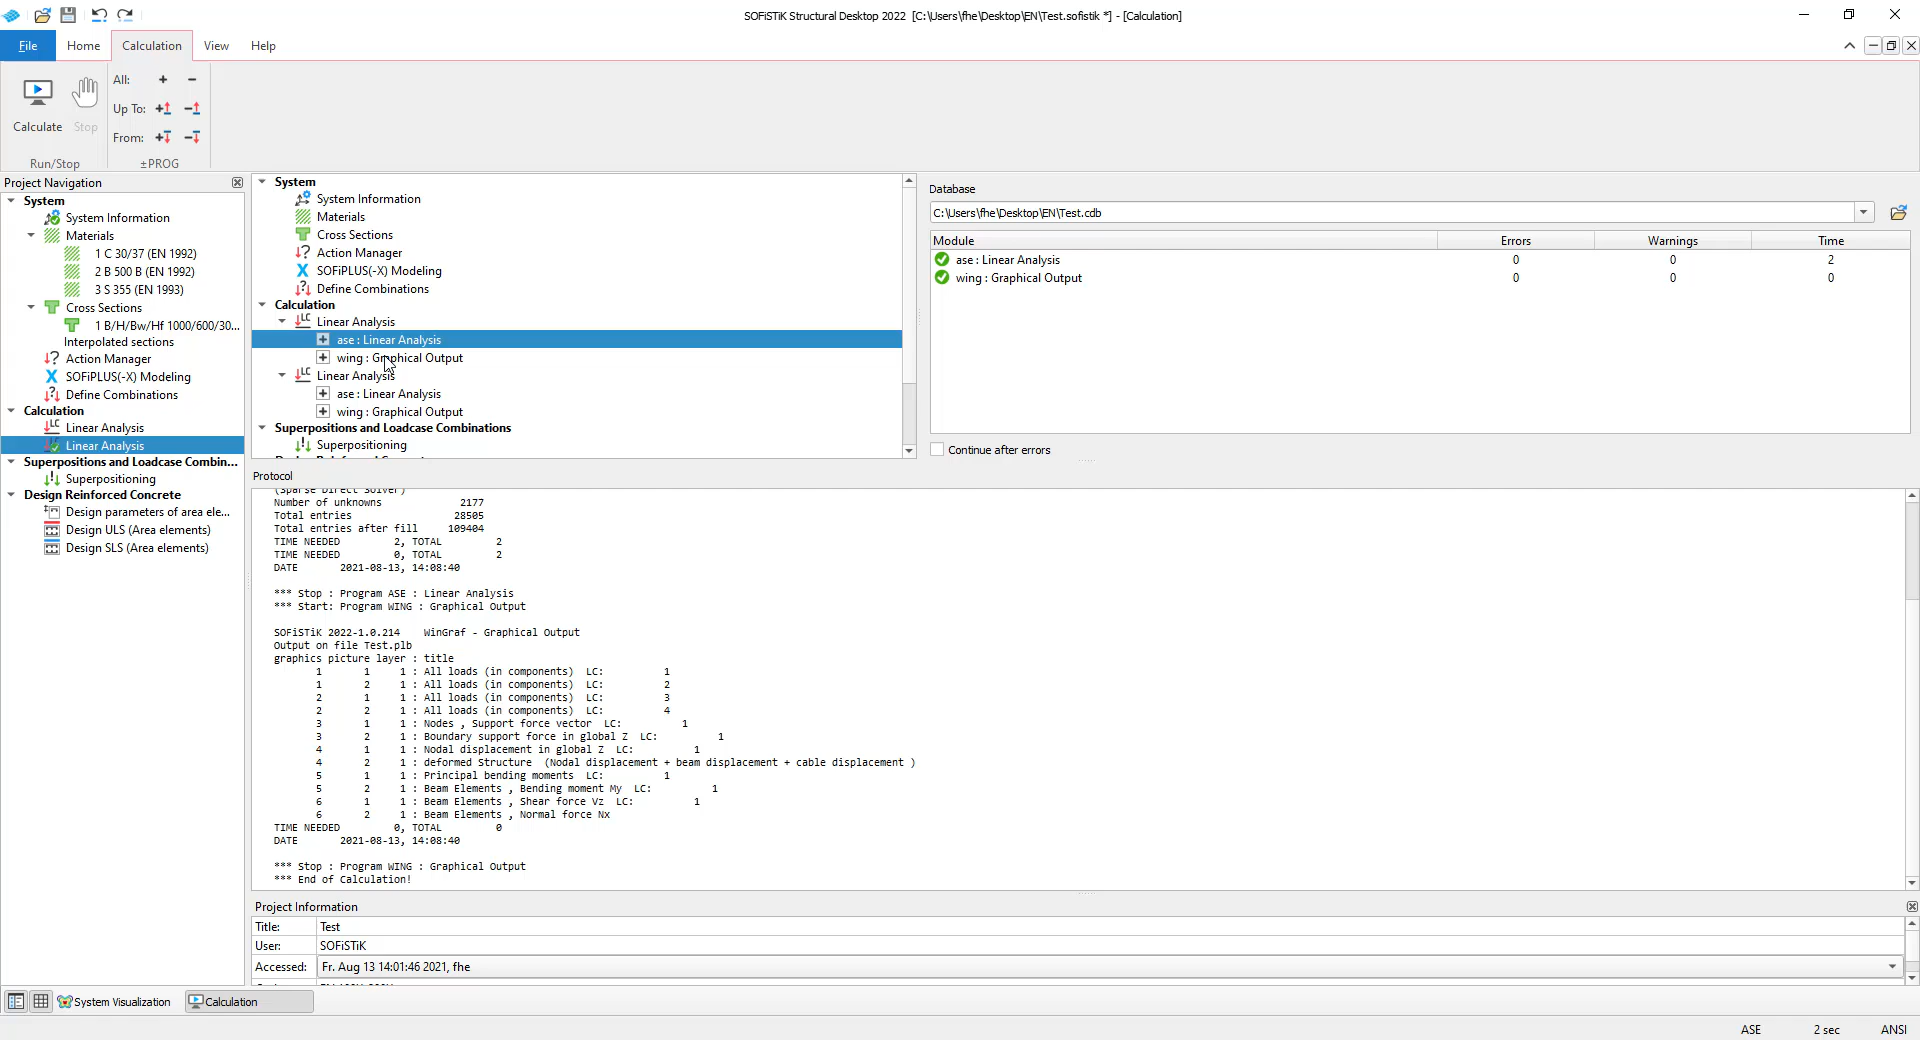 SOFiSTiK Structural Desktop 2022 [C:\Users\fhe\Desktop\EN\Test.sofistik *] - [Calculation]
File Home Calculation View Help
All: + −
Up To:
From:
Calculate Stop
Run/Stop ±PROG
Project Navigation
System
System Information
Materials
1 C 30/37 (EN 1992)
2 B 500 B (EN 1992)
3 S 355 (EN 1993)
Cross Sections
1 B/H/Bw/Hf 1000/600/30...
Interpolated sections
Action Manager
SOFiPLUS(-X) Modeling
Define Combinations
Calculation
Linear Analysis
Linear Analysis
Superpositions and Loadcase Combin...
Superpositioning
Design Reinforced Concrete
Design parameters of area ele...
Design ULS (Area elements)
Design SLS (Area elements)
System
System Information
Materials
Cross Sections
Action Manager
SOFiPLUS(-X) Modeling
Define Combinations
Calculation
Linear Analysis
ase : Linear Analysis
wing : Graphical Output
Linear Analysis
ase : Linear Analysis
wing : Graphical Output
Superpositions and Loadcase Combinations
Superpositioning
Database
C:\Users\fhe\Desktop\EN\Test.cdb
Module Errors Warnings Time
ase : Linear Analysis 0 0 2
wing : Graphical Output 0 0 0
Continue after errors
Protocol
(Sparse Direct Solver)
Number of unknowns 2177
Total entries 28505
Total entries after fill 109404
TIME NEEDED 2, TOTAL 2
TIME NEEDED 0, TOTAL 2
DATE 2021-08-13, 14:08:40
*** Stop : Program ASE : Linear Analysis
*** Start: Program WING : Graphical Output
SOFiSTiK 2022-1.0.214 WinGraf - Graphical Output
Output on file Test.plb
graphics picture layer : title
1 1 1 : All loads (in components) LC: 1
1 2 1 : All loads (in components) LC: 2
2 1 1 : All loads (in components) LC: 3
2 2 1 : All loads (in components) LC: 4
3 1 1 : Nodes , Support force vector LC: 1
3 2 1 : Boundary support force in global Z LC: 1
4 1 1 : Nodal displacement in global Z LC: 1
4 2 1 : deformed Structure (Nodal displacement + beam displacement + cable displacement )
5 1 1 : Principal bending moments LC: 1
5 2 1 : Beam Elements , Bending moment My LC: 1
6 1 1 : Beam Elements , Shear force Vz LC: 1
6 2 1 : Beam Elements , Normal force Nx
TIME NEEDED 0, TOTAL 0
DATE 2021-08-13, 14:08:40
*** Stop : Program WING : Graphical Output
*** End of Calculation!
Project Information
Title: Test
User: SOFiSTiK
Accessed: Fr. Aug 13 14:01:46 2021, fhe
System Visualization Calculation
ASE 2 sec ANSI